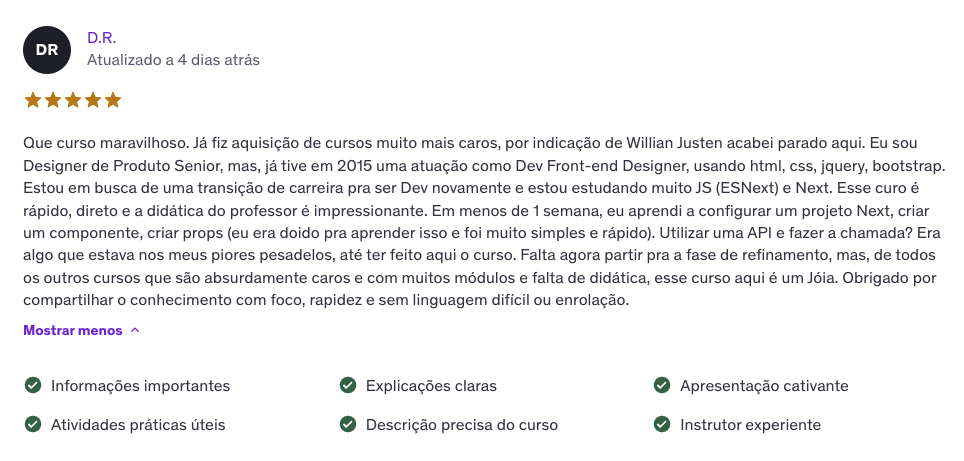 DR
D.R.
Atualizado a 4 dias atrás
Que curso maravilhoso. Já fiz aquisição de cursos muito mais caros, por indicação de Willian Justen acabei parado aqui. Eu sou
Designer de Produto Senior, mas, já tive em 2015 uma atuação como Dev Front-end Designer, usando html, css, jquery, bootstrap.
Estou em busca de uma transição de carreira pra ser Dev novamente e estou estudando muito JS (ESNext) e Next. Esse curo é
rápido, direto e a didática do professor é impressionante. Em menos de 1 semana, eu aprendi a configurar um projeto Next, criar
um componente, criar props (eu era doido pra aprender isso e foi muito simples e rápido). Utilizar uma API e fazer a chamada? Era
algo que estava nos meus piores pesadelos, até ter feito aqui o curso. Falta agora partir pra a fase de refinamento, mas, de todos
os outros cursos que são absurdamente caros e com muitos módulos e falta de didática, esse curso aqui é um Jóia. Obrigado por
compartilhar o conhecimento com foco, rapidez e sem linguagem difícil ou enrolação.
Mostrar menos
Informações importantes
Explicações claras
Apresentação cativante
Atividades práticas úteis
Descrição precisa do curso
Instrutor experiente